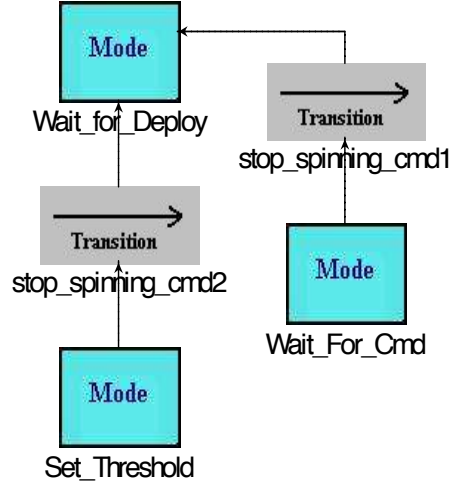 Mode
Wait_for_Deploy
Transition
stop_spinning_cmd1
Transition
stop_spinning_cmd2
Mode
Wait_For_Cmd
Mode
Set_Threshold